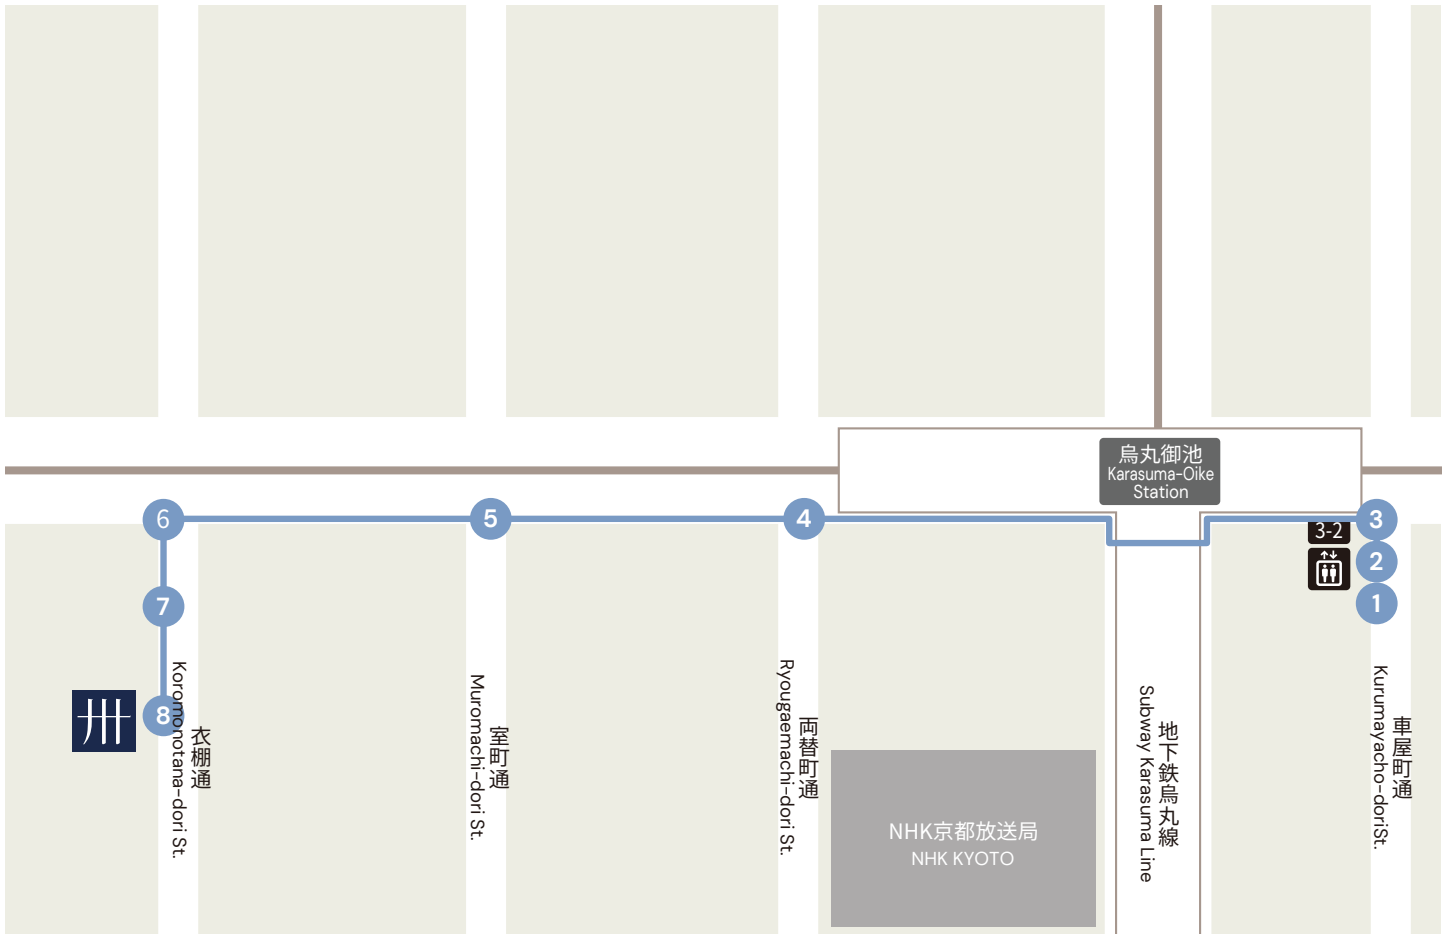 烏丸御池
Karasuma-Oike
Station
6
5
4
3
3-2
2
1
7
8
Koromonotana-dori St.
衣棚通
Muromachi-dori St.
室町通
Ryougaemachi-dori St.
両替町通
NHK京都放送局
NHK KYOTO
Subway Karasuma Line
地下鉄烏丸線
Kurumayacho-doriSt.
車屋町通